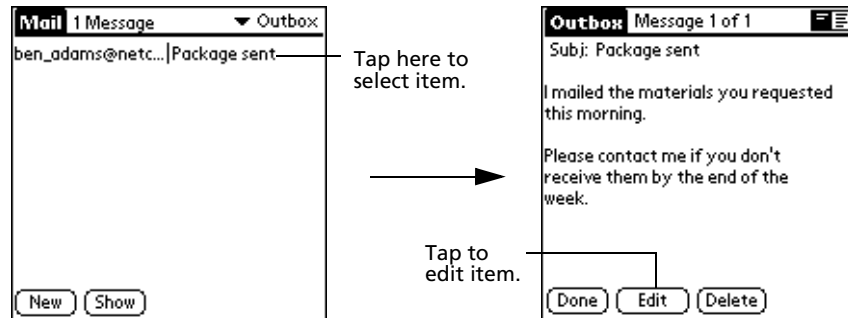 Mail 1 Message ▼ Outbox
ben_adams@netc...|Package sent
Tap here to
select item.
New Show
Outbox Message 1 of 1
Subj: Package sent
I mailed the materials you requested
this morning.
Please contact me if you don't
receive them by the end of the
week.
Tap to
edit item.
Done Edit Delete